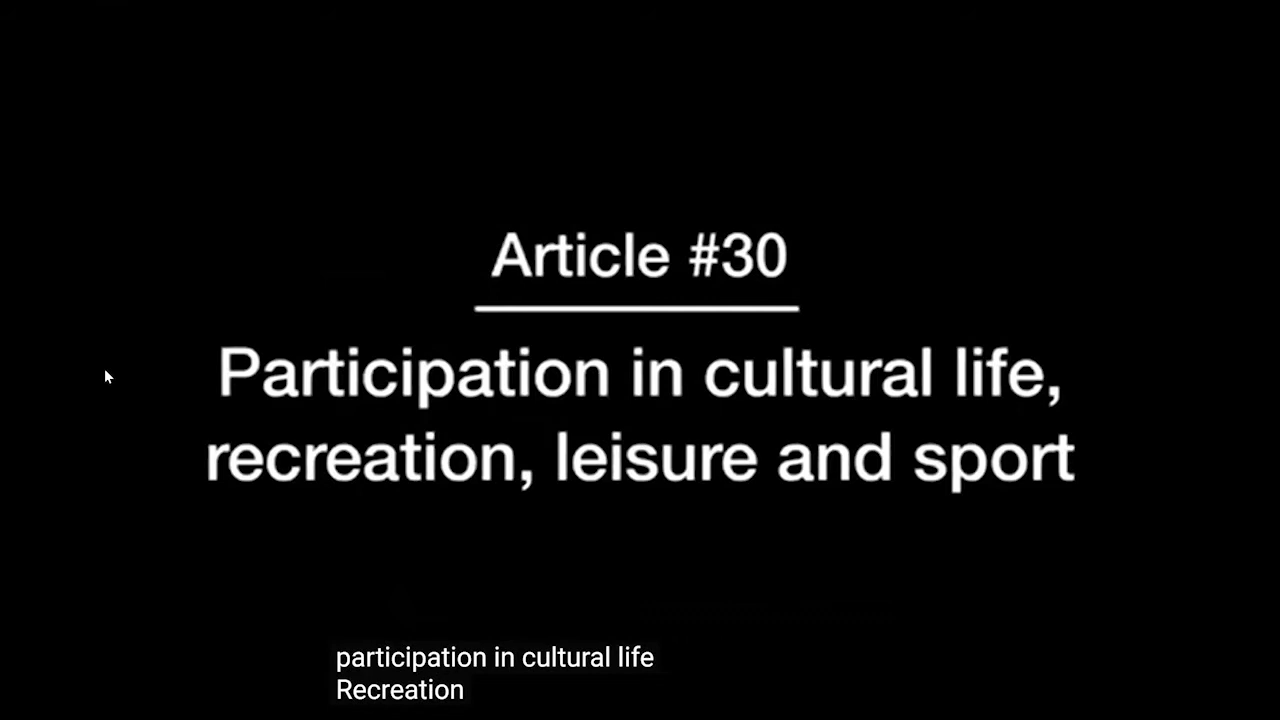 Article #30
Participation in cultural life,
recreation, leisure and sport
participation in cultural life
Recreation